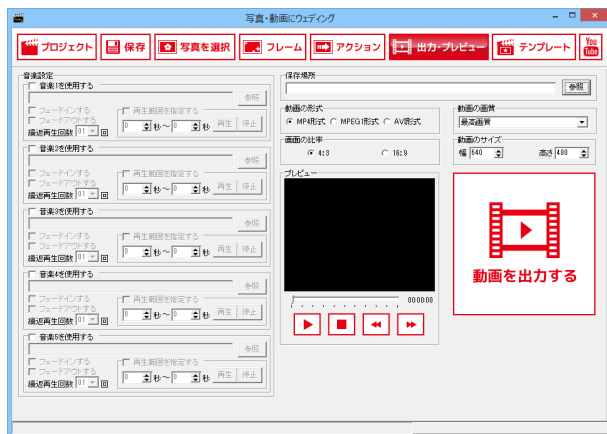 写真・動画にウェディング
プロジェクト 保存 写真を選択 フレーム アクション 出力・プレビュー テンプレート You Tube
音楽設定
音楽1を使用する
参照
フェードインする
フェードアウトする
繰返再生回数 01 回
再生範囲を指定する
0 秒～ 0 秒 再生 停止
音楽2を使用する
参照
フェードインする
フェードアウトする
繰返再生回数 01 回
再生範囲を指定する
0 秒～ 0 秒 再生 停止
音楽3を使用する
参照
フェードインする
フェードアウトする
繰返再生回数 01 回
再生範囲を指定する
0 秒～ 0 秒 再生 停止
音楽4を使用する
参照
フェードインする
フェードアウトする
繰返再生回数 01 回
再生範囲を指定する
0 秒～ 0 秒 再生 停止
音楽5を使用する
参照
フェードインする
フェードアウトする
繰返再生回数 01 回
再生範囲を指定する
0 秒～ 0 秒 再生 停止
保存場所
参照
動画の形式
MP4形式 MPEG1形式 AVI形式
動画の画質
最高画質
画面の比率
4:3 16:9
動画のサイズ
幅 640 高さ 480
プレビュー
00:00:00
動画を出力する